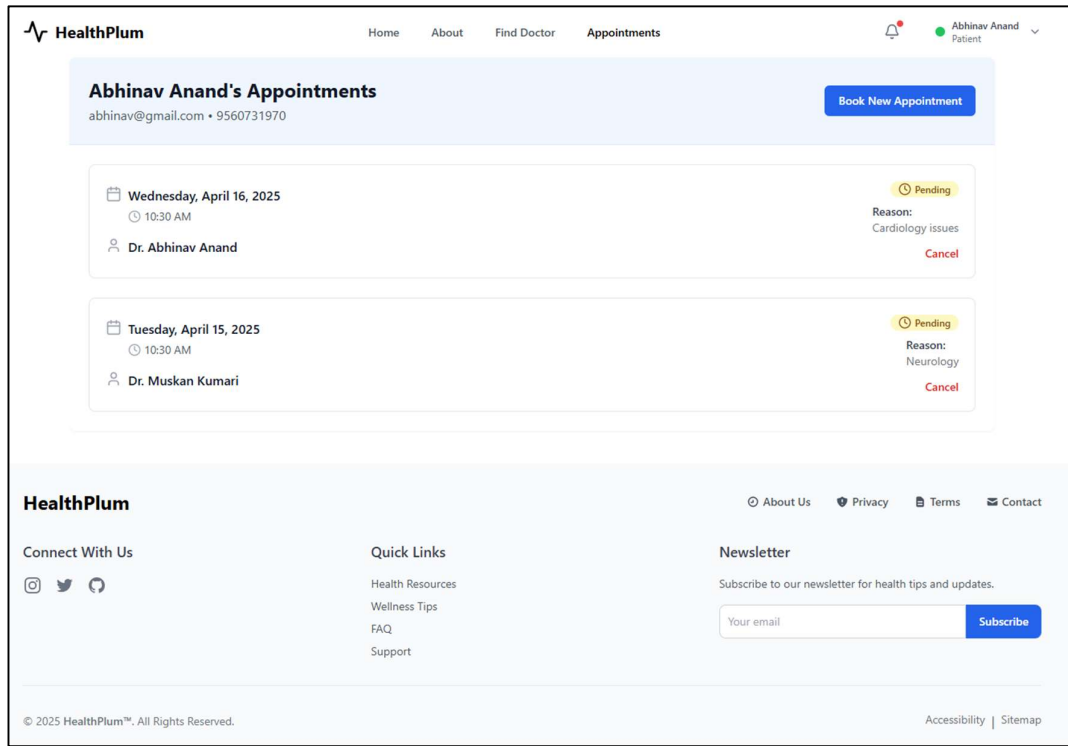 HealthPlum
Home About Find Doctor Appointments
Abhinav Anand
Patient
Abhinav Anand's Appointments
abhinav@gmail.com • 9560731970
Book New Appointment
Wednesday, April 16, 2025
10:30 AM
Dr. Abhinav Anand
Pending
Reason:
Cardiology issues
Cancel
Tuesday, April 15, 2025
10:30 AM
Dr. Muskan Kumari
Pending
Reason:
Neurology
Cancel
HealthPlum
About Us Privacy Terms Contact
Connect With Us
Quick Links
Health Resources
Wellness Tips
FAQ
Support
Newsletter
Subscribe to our newsletter for health tips and updates.
Your email
Subscribe
© 2025 HealthPlum™. All Rights Reserved.
Accessibility | Sitemap